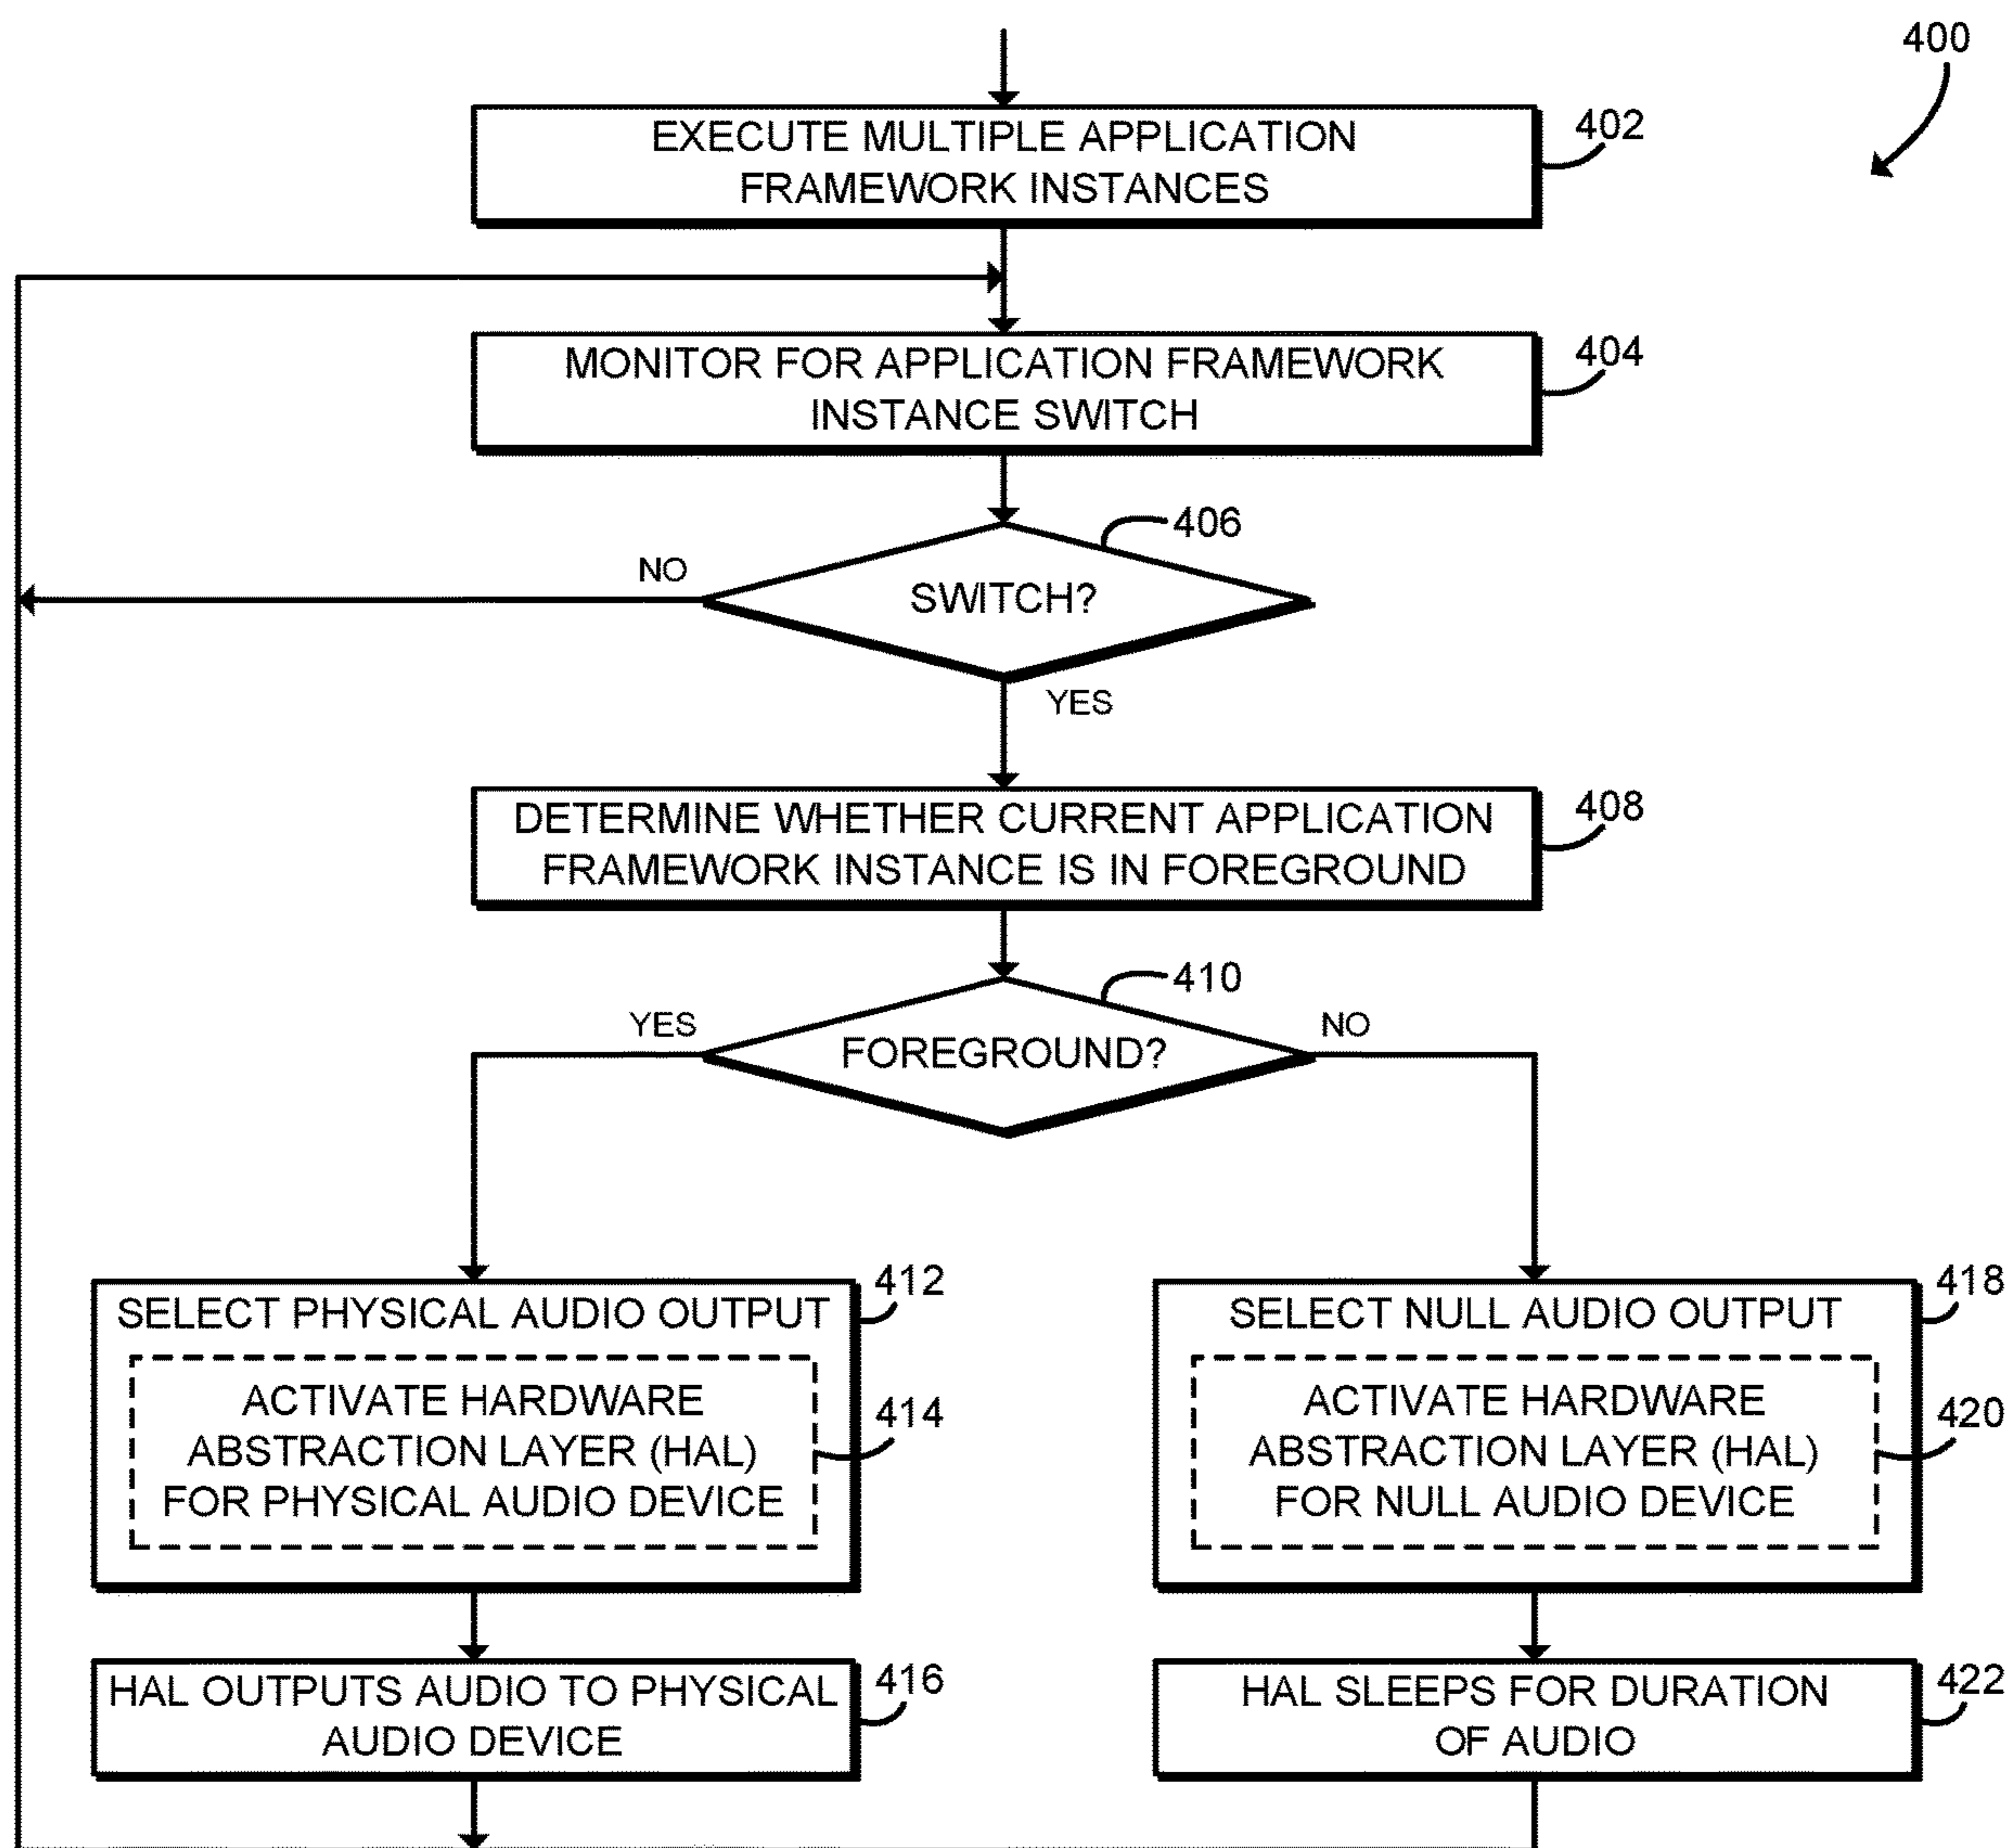 400
EXECUTE MULTIPLE APPLICATION
FRAMEWORK INSTANCES
402
MONITOR FOR APPLICATION FRAMEWORK
INSTANCE SWITCH
404
406
NO
SWITCH?
YES
DETERMINE WHETHER CURRENT APPLICATION
FRAMEWORK INSTANCE IS IN FOREGROUND
408
410
YES
FOREGROUND?
NO
SELECT PHYSICAL AUDIO OUTPUT
412
ACTIVATE HARDWARE
ABSTRACTION LAYER (HAL)
FOR PHYSICAL AUDIO DEVICE
414
SELECT NULL AUDIO OUTPUT
418
ACTIVATE HARDWARE
ABSTRACTION LAYER (HAL)
FOR NULL AUDIO DEVICE
420
HAL OUTPUTS AUDIO TO PHYSICAL
AUDIO DEVICE
416
HAL SLEEPS FOR DURATION
OF AUDIO
422